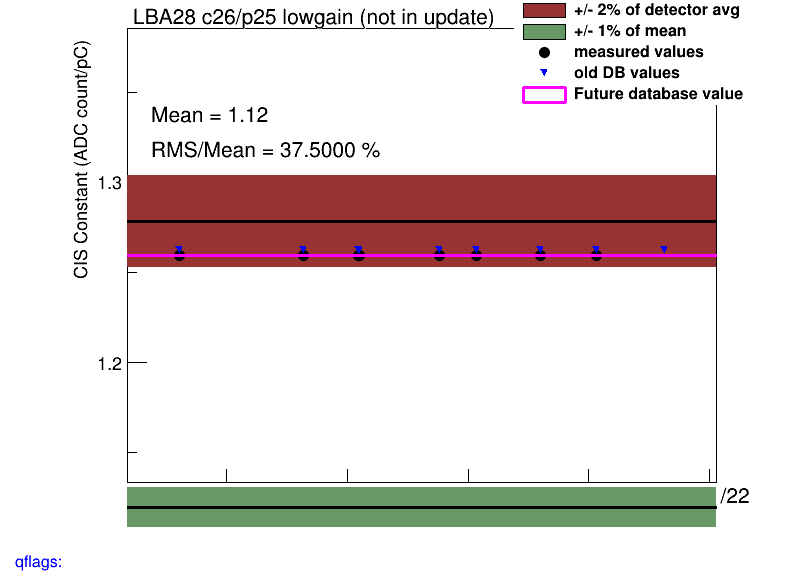 LBA28 c26/p25 lowgain (not in update)
+/- 2% of detector avg
+/- 1% of mean
measured values
old DB values
Future database value
Mean = 1.12
RMS/Mean = 37.5000 %
CIS Constant (ADC count/pC)
1.3
1.2
/22
qflags: